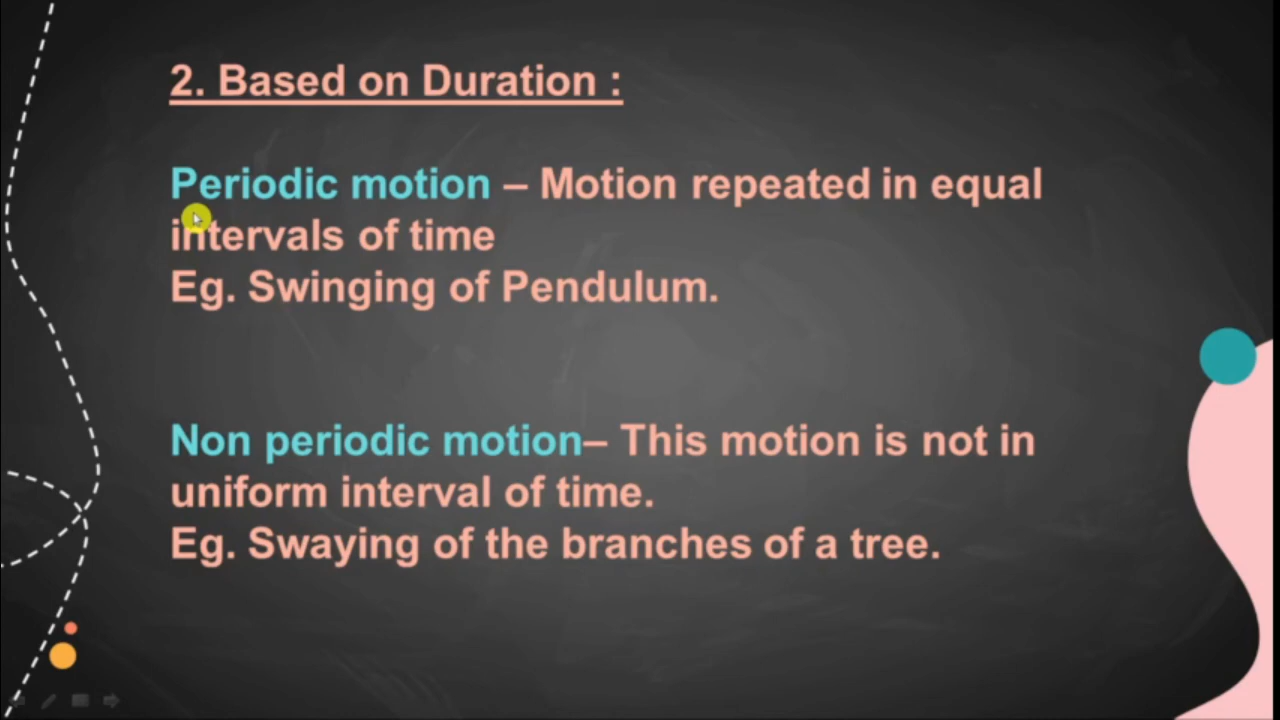 2. Based on Duration :
Periodic motion – Motion repeated in equal
intervals of time
Eg. Swinging of Pendulum.
Non periodic motion– This motion is not in
uniform interval of time.
Eg. Swaying of the branches of a tree.